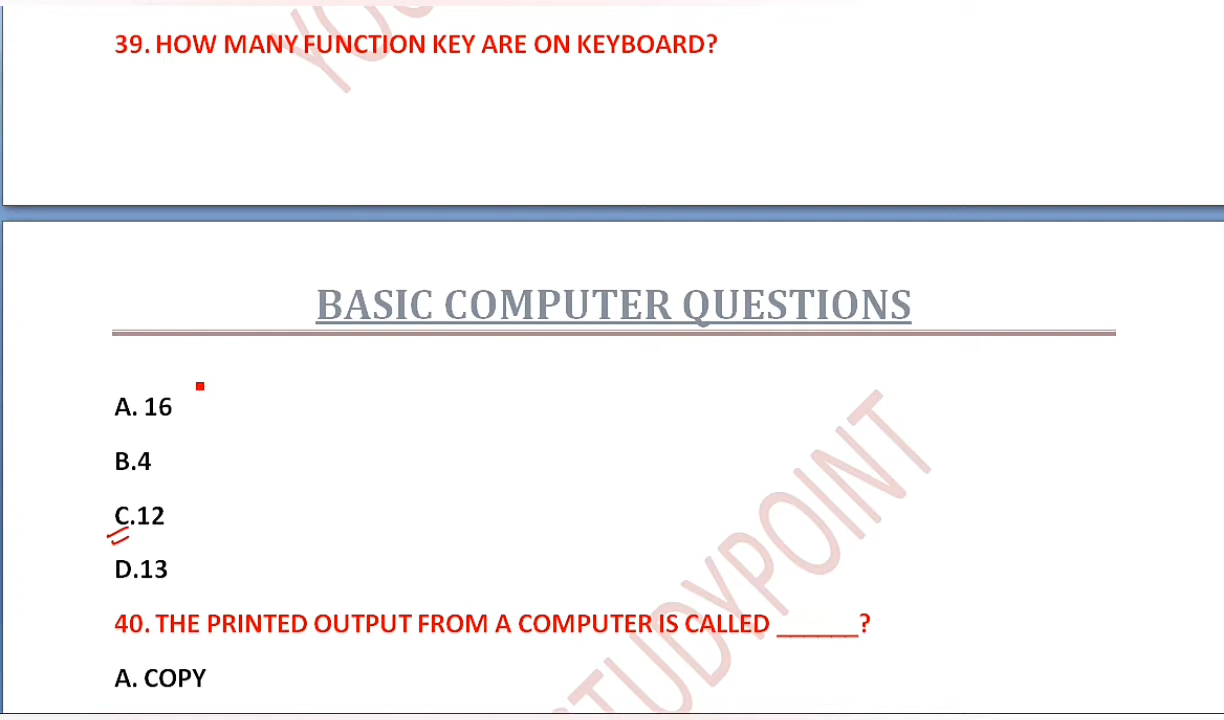 39. HOW MANY FUNCTION KEY ARE ON KEYBOARD?
BASIC COMPUTER QUESTIONS
A. 16
B.4
C.12
D.13
40. THE PRINTED OUTPUT FROM A COMPUTER IS CALLED ______?
A. COPY
STUDYPOINT